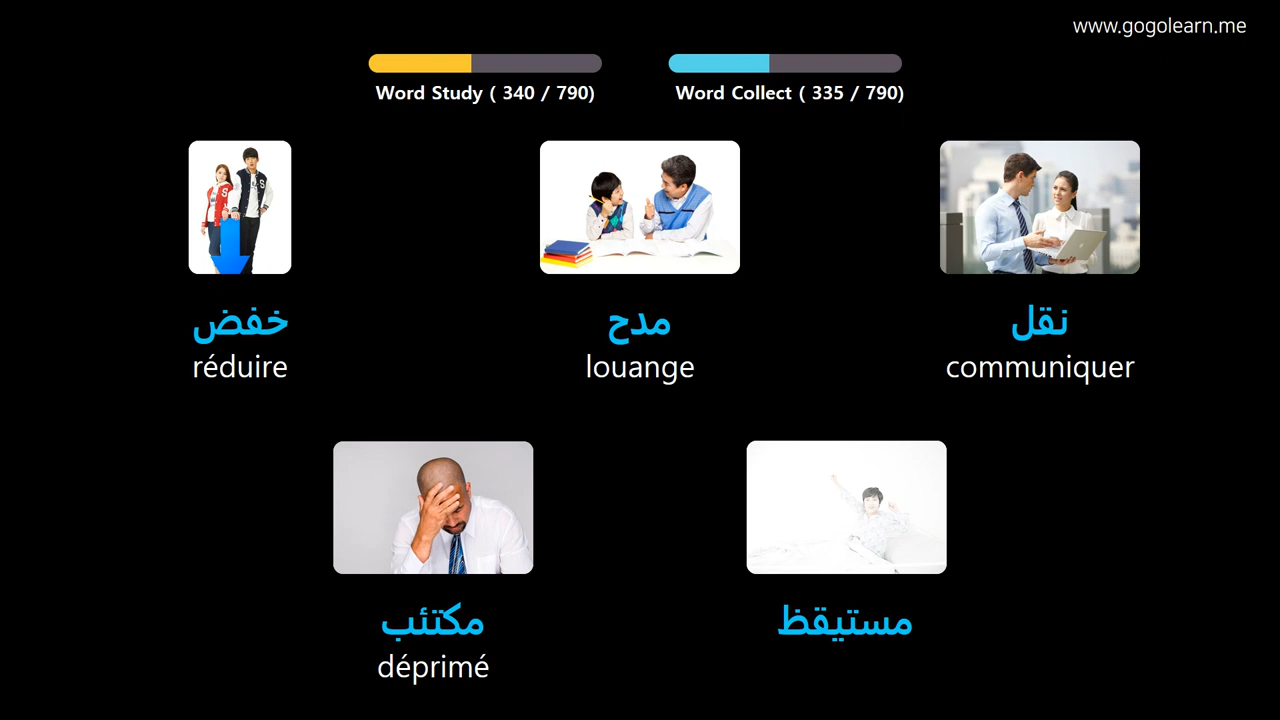 www.gogolearn.me
Word Study ( 340 / 790)
Word Collect ( 335 / 790)
خفض
réduire
مدح
louange
نقل
communiquer
مكتئب
déprimé
مستيقظ